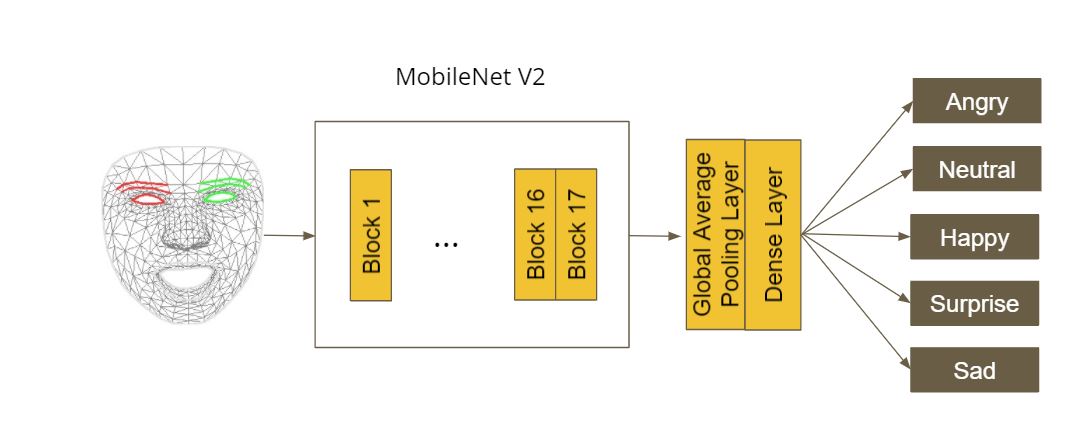 MobileNet V2
Block 1
...
Block 16
Block 17
Global Average
Pooling Layer
Dense Layer
Angry
Neutral
Happy
Surprise
Sad